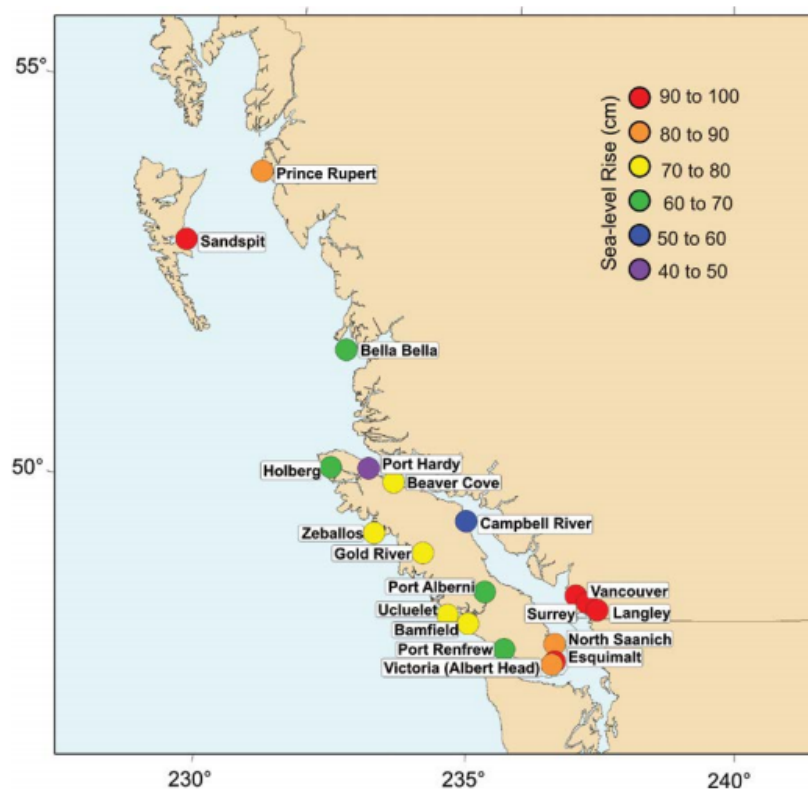 55°
50°
230°
235°
240°
Sea-level Rise (cm)
90 to 100
80 to 90
70 to 80
60 to 70
50 to 60
40 to 50
Prince Rupert
Sandspit
Bella Bella
Port Hardy
Holberg
Beaver Cove
Campbell River
Zeballos
Gold River
Port Alberni
Vancouver
Ucluelet
Surrey
Langley
Bamfield
North Saanich
Port Renfrew
Esquimalt
Victoria (Albert Head)